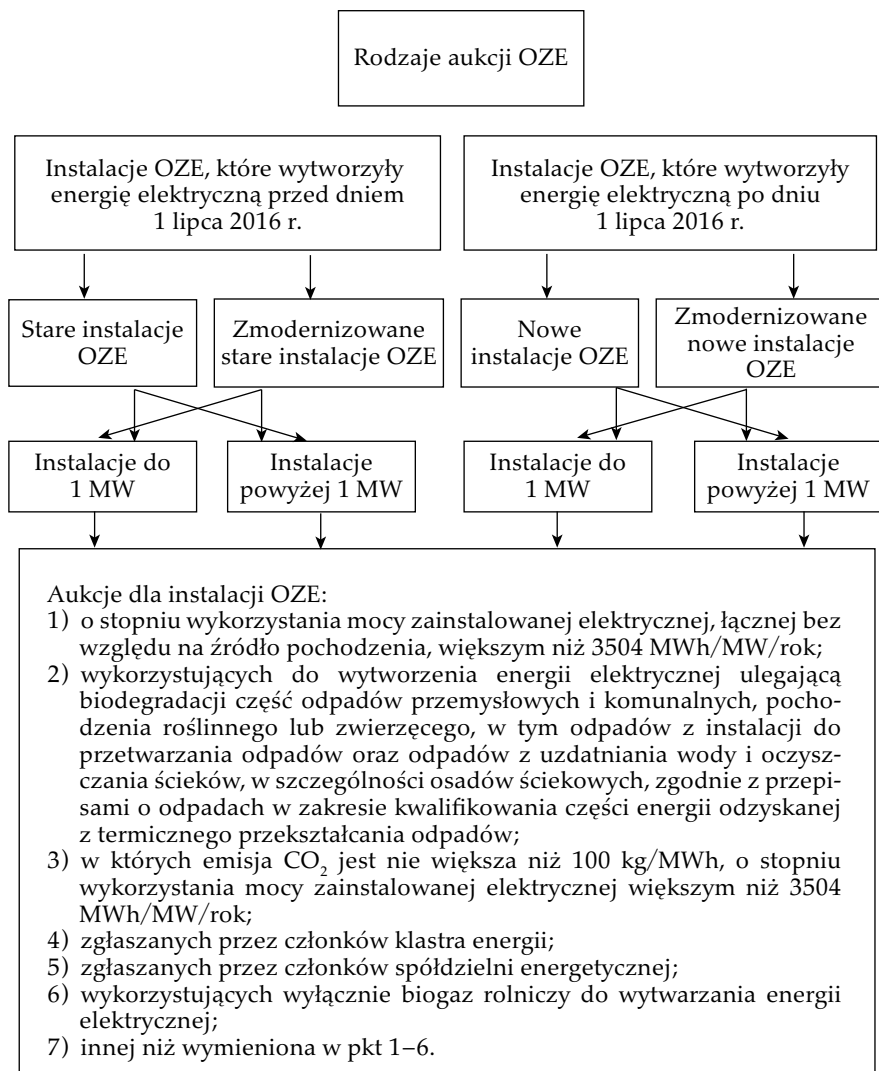 Rodzaje aukcji OZE
Instalacje OZE, które wytworzyły
energię elektryczną przed dniem
1 lipca 2016 r.
Instalacje OZE, które wytworzyły
energię elektryczną po dniu
1 lipca 2016 r.
Stare instalacje
OZE
Zmodernizowane
stare instalacje OZE
Nowe
instalacje OZE
Zmodernizowane
nowe instalacje
OZE
Instalacje do
1 MW
Instalacje
powyżej 1 MW
Instalacje do
1 MW
Instalacje
powyżej 1 MW
Aukcje dla instalacji OZE:
1) o stopniu wykorzystania mocy zainstalowanej elektrycznej, łącznej bez
względu na źródło pochodzenia, większym niż 3504 MWh/MW/rok;
2) wykorzystujących do wytworzenia energii elektrycznej ulegającą
biodegradacji część odpadów przemysłowych i komunalnych, pocho-
dzenia roślinnego lub zwierzęcego, w tym odpadów z instalacji do
przetwarzania odpadów oraz odpadów z uzdatniania wody i oczysz-
czania ścieków, w szczególności osadów ściekowych, zgodnie z przepi-
sami o odpadach w zakresie kwalifikowania części energii odzyskanej
z termicznego przekształcania odpadów;
3) w których emisja CO₂ jest nie większa niż 100 kg/MWh, o stopniu
wykorzystania mocy zainstalowanej elektrycznej większym niż 3504
MWh/MW/rok;
4) zgłaszanych przez członków klastra energii;
5) zgłaszanych przez członków spółdzielni energetycznej;
6) wykorzystujących wyłącznie biogaz rolniczy do wytwarzania energii
elektrycznej;
7) innej niż wymieniona w pkt 1–6.